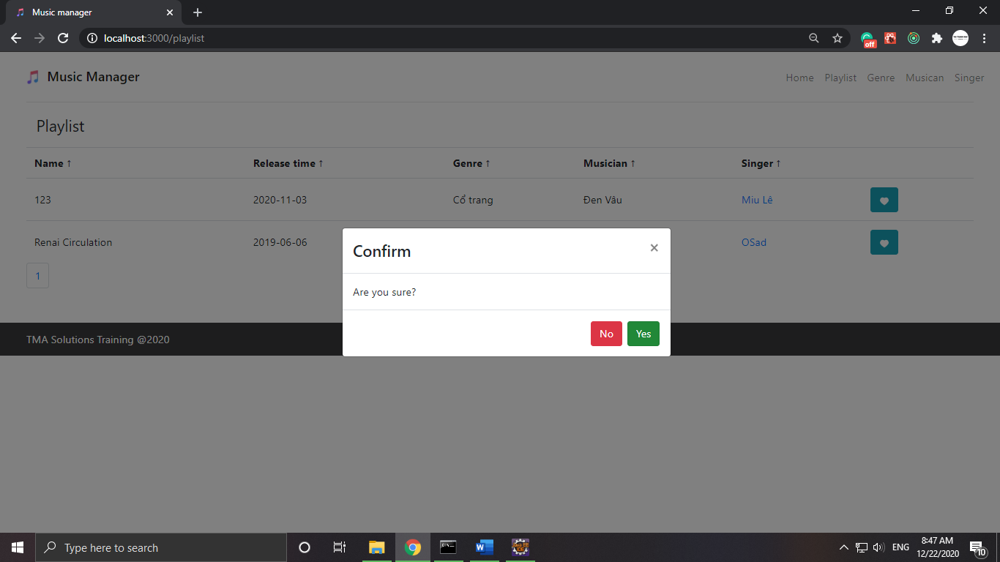 Music manager
localhost:3000/playlist
off
Music Manager
Home Playlist Genre Musican Singer
Playlist
Name ↑ Release time ↑ Genre ↑ Musician ↑ Singer ↑
123 2020-11-03 Cổ trang Đen Vâu Miu Lê
Renai Circulation 2019-06-06 OSad
1
Confirm ×
Are you sure?
No Yes
TMA Solutions Training @2020
Type here to search
ENG
8:47 AM
12/22/2020
10